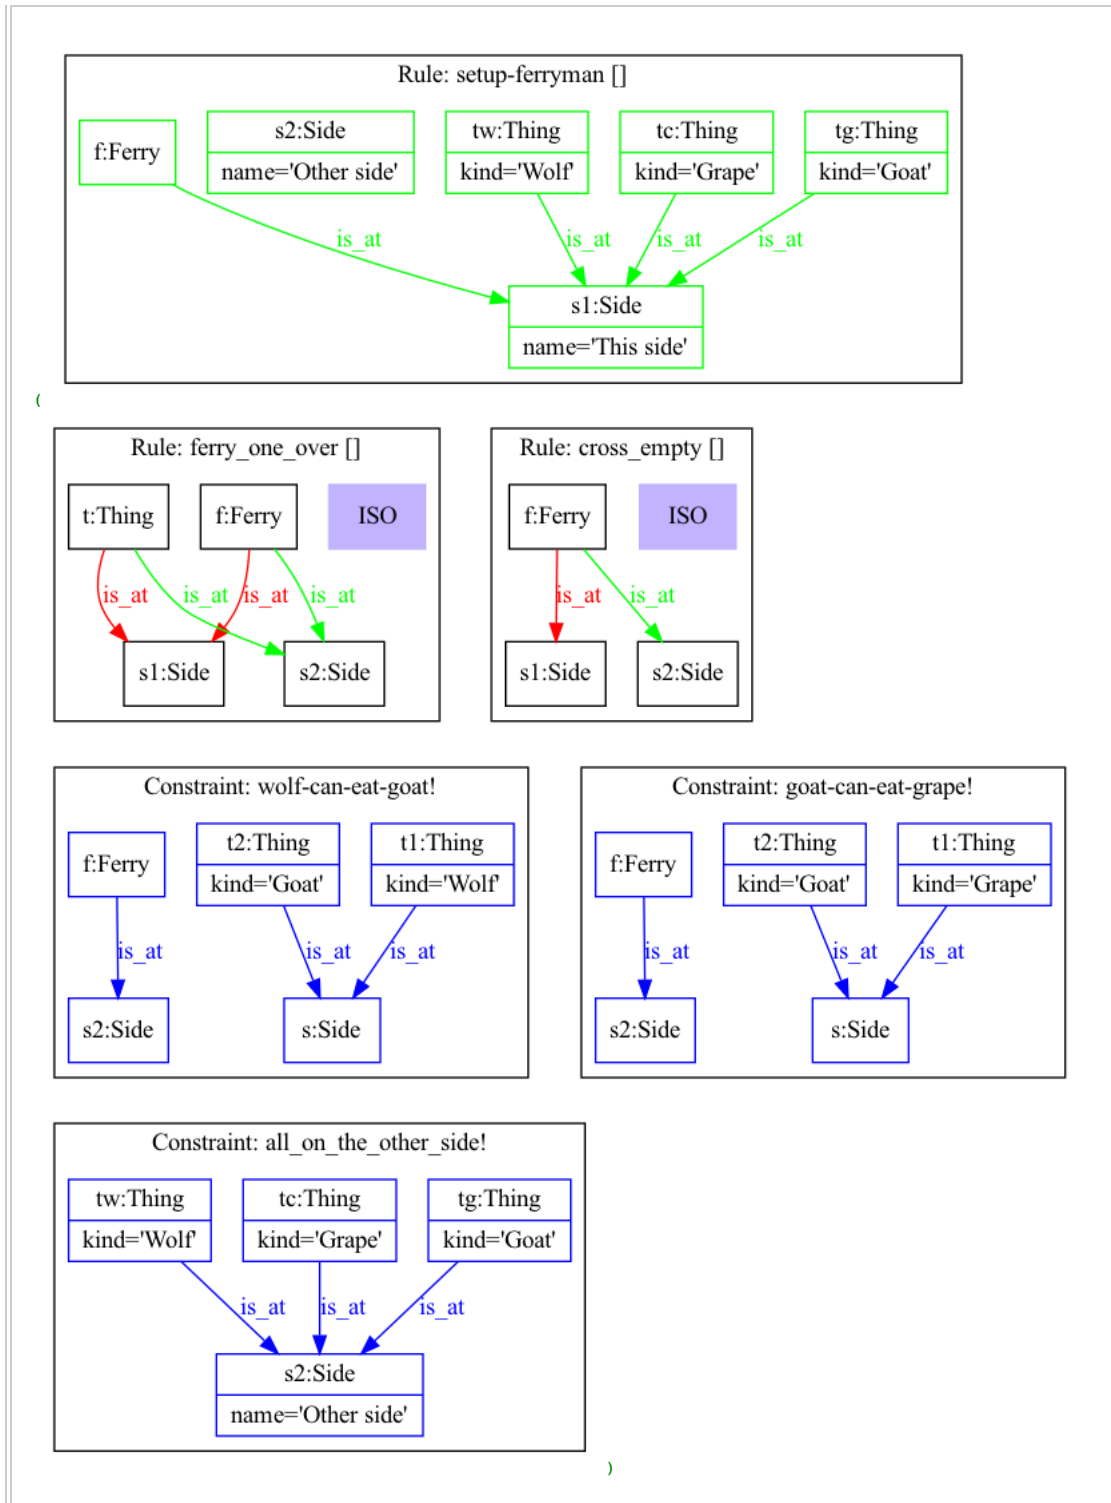 Rule: setup-ferryman []
f:Ferry
s2:Side
name='Other side'
tw:Thing
kind='Wolf'
tc:Thing
kind='Grape'
tg:Thing
kind='Goat'
is_at
is_at
is_at
is_at
s1:Side
name='This side'
(
Rule: ferry_one_over []
t:Thing
f:Ferry
ISO
is_at
is_at
is_at
is_at
s1:Side
s2:Side
Rule: cross_empty []
f:Ferry
ISO
is_at
is_at
s1:Side
s2:Side
Constraint: wolf-can-eat-goat!
f:Ferry
t2:Thing
kind='Goat'
t1:Thing
kind='Wolf'
is_at
is_at
is_at
s2:Side
s:Side
Constraint: goat-can-eat-grape!
f:Ferry
t2:Thing
kind='Goat'
t1:Thing
kind='Grape'
is_at
is_at
is_at
s2:Side
s:Side
Constraint: all_on_the_other_side!
tw:Thing
kind='Wolf'
tc:Thing
kind='Grape'
tg:Thing
kind='Goat'
is_at
is_at
is_at
s2:Side
name='Other side'
)